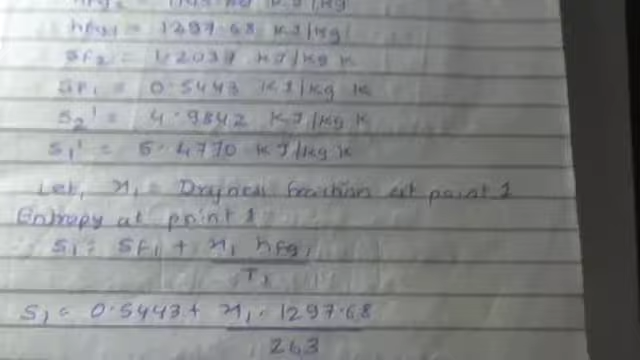 hfg1 = 1297.68 KJ/kg
Sf2 = 1.2037 KJ/kg K
Sf1 = 0.5443 KJ/kg K
S2' = 4.9842 KJ/kg K
S1' = 5.4770 KJ/kg K
Let, x1 = Dryness fraction at point 1
Entropy at point 1
∴ S1 = Sf1 + x1 hfg1
T1
S1 = 0.5443 + x1 . 1297.68
263